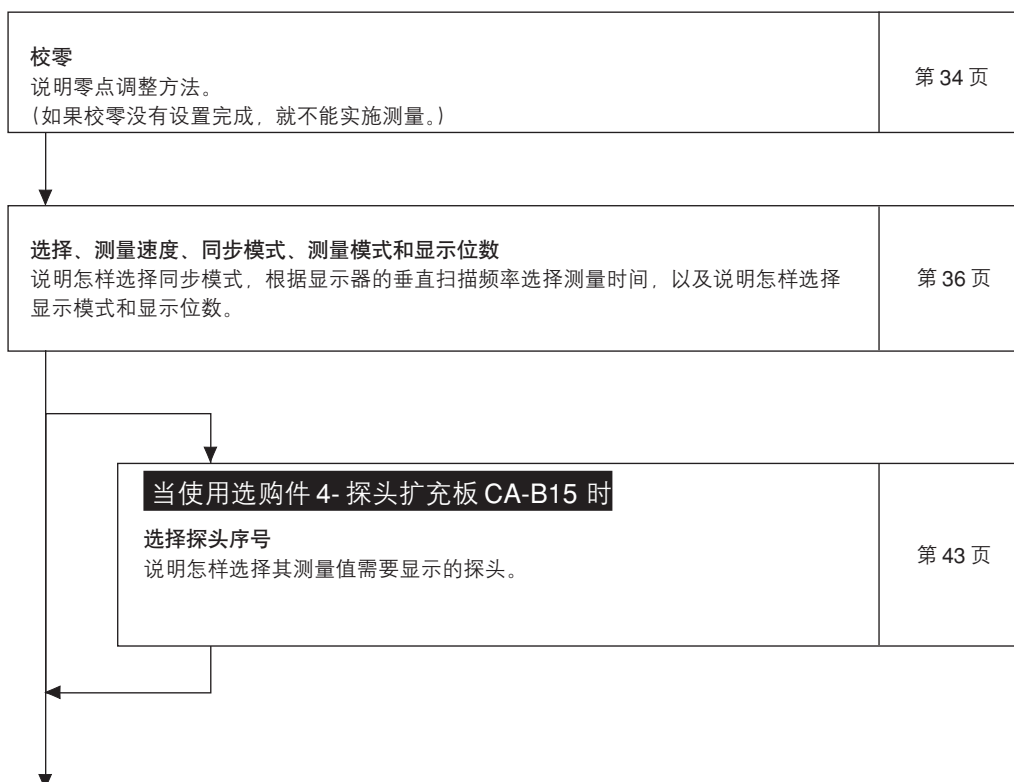 校零
说明零点调整方法。
（如果校零没有设置完成，就不能实施测量。）
第 34 页
选择、测量速度、同步模式、测量模式和显示位数
说明怎样选择同步模式，根据显示器的垂直扫描频率选择测量时间，以及说明怎样选择
显示模式和显示位数。
第 36 页
当使用选购件 4- 探头扩充板 CA-B15 时
选择探头序号
说明怎样选择其测量值需要显示的探头。
第 43 页